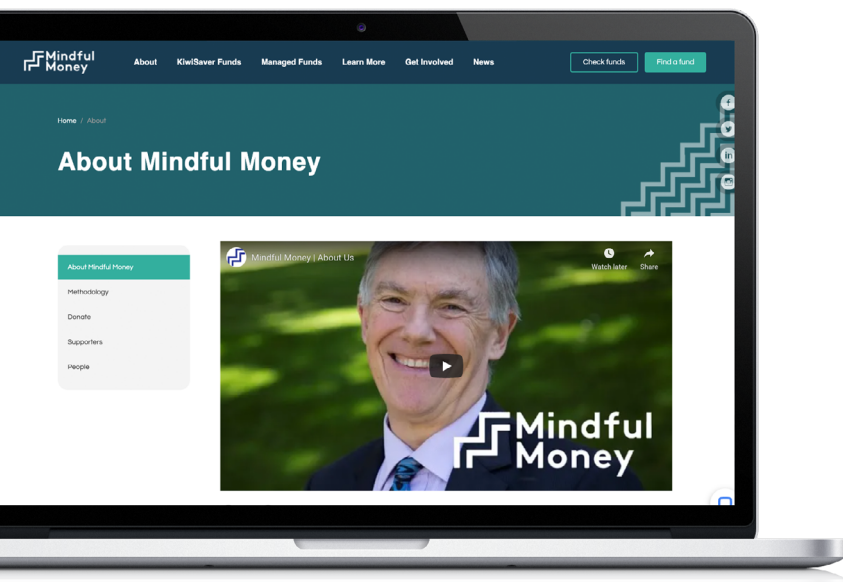 Mindful
Money
About
KiwiSaver Funds
Managed Funds
Learn More
Get Involved
News
Check funds
Find a fund
Home / About
About Mindful Money
in
About Mindful Money
Methodology
Donate
Supporters
People
Mindful Money | About Us
Watch later
Share
Mindful
Money